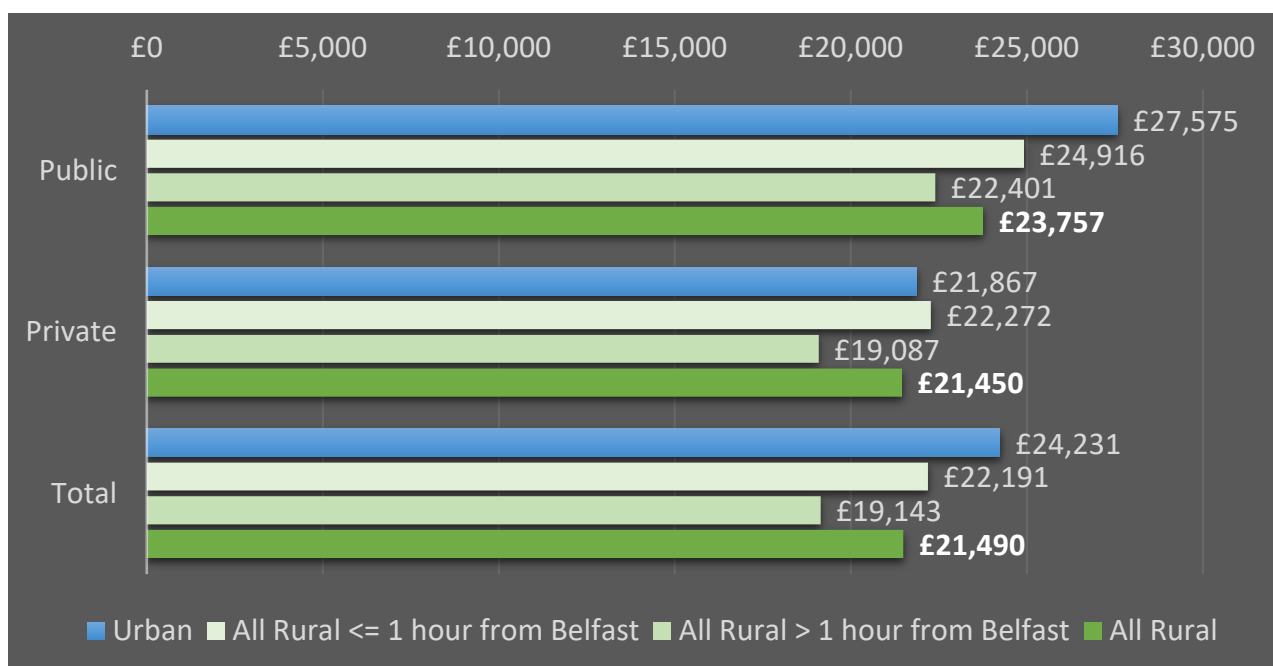 £0 £5,000 £10,000 £15,000 £20,000 £25,000 £30,000
£27,575
£24,916
Public
£22,401
£23,757
£21,867
£22,272
Private
£19,087
£21,450
£24,231
£22,191
Total
£19,143
£21,490
Urban All Rural <= 1 hour from Belfast All Rural > 1 hour from Belfast All Rural